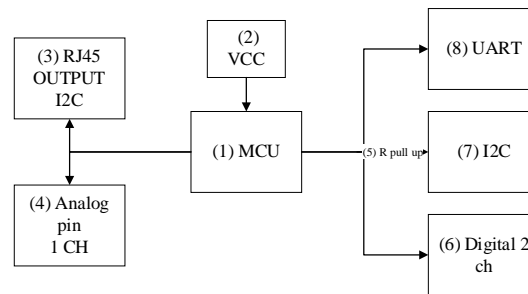 (3) RJ45
OUTPUT
I2C
(2)
VCC
(8) UART
(1) MCU
(5) R pull up
(7) I2C
(4) Analog
pin
1 CH
(6) Digital 2
ch